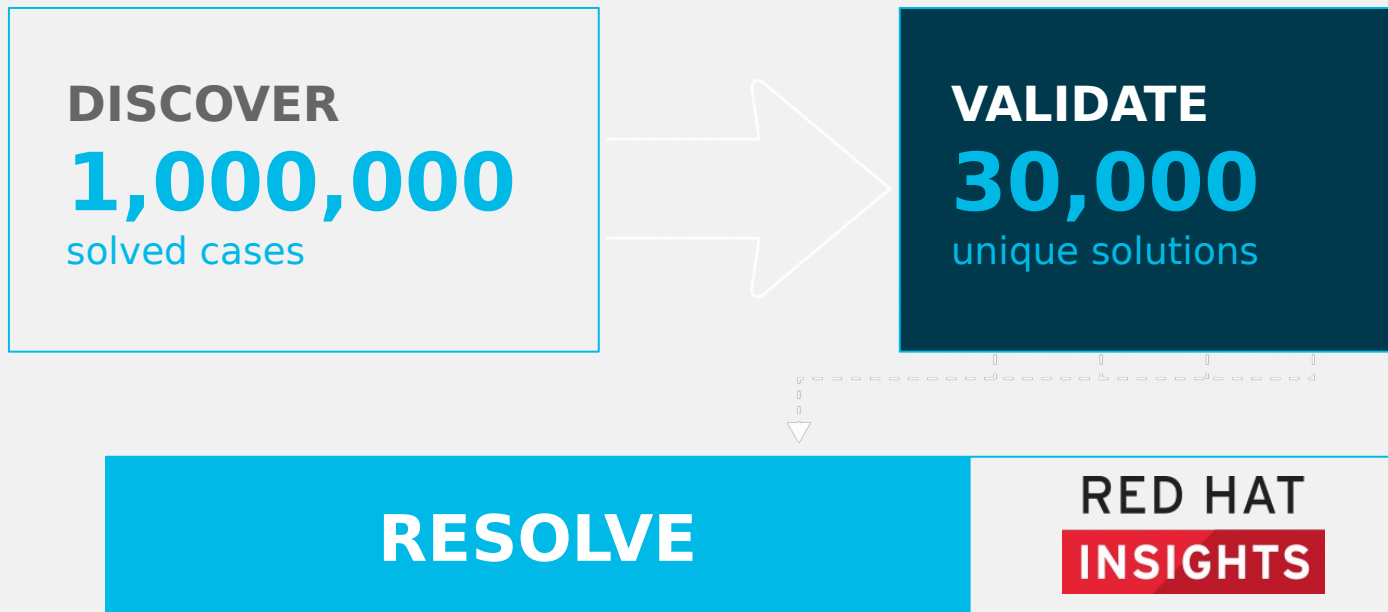 DISCOVER
1,000,000
solved cases
VALIDATE
30,000
unique solutions
RESOLVE
RED HAT
INSIGHTS